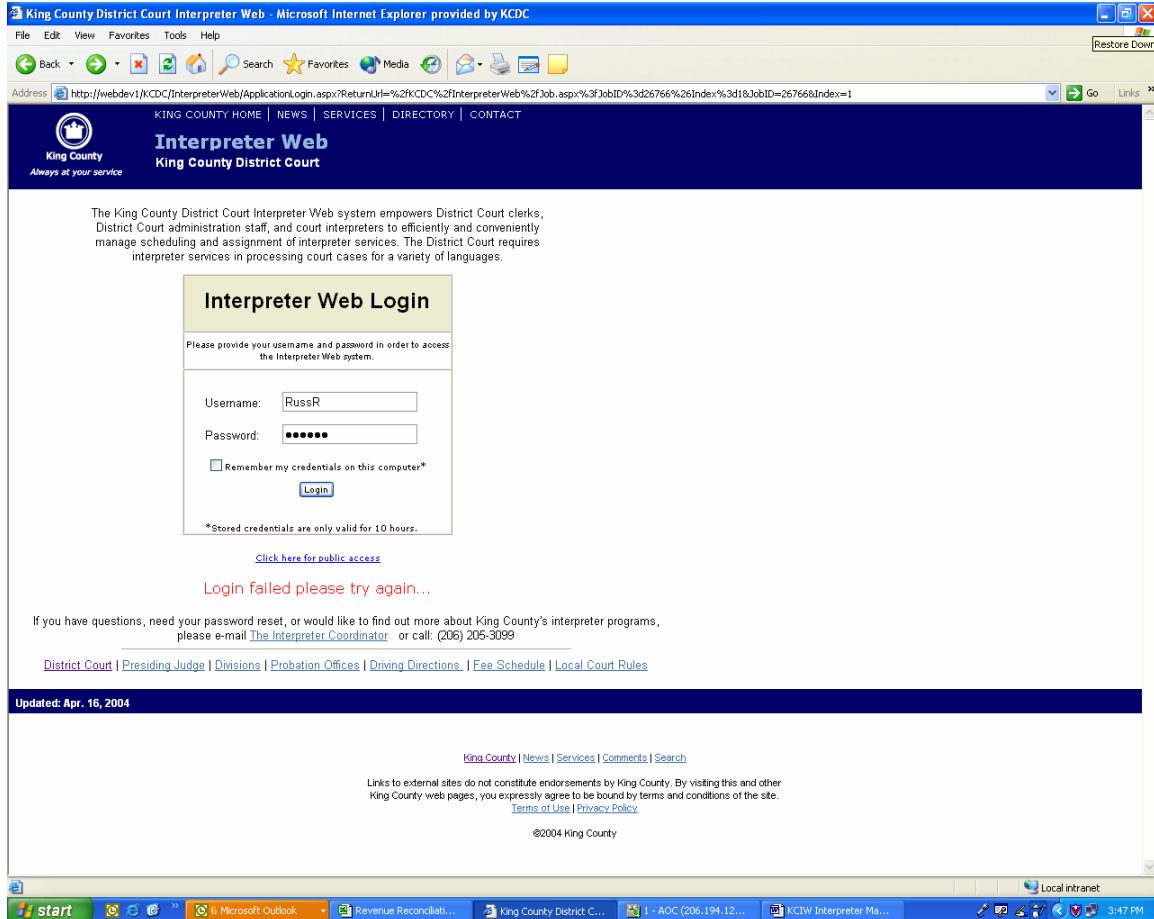 King County District Court Interpreter Web - Microsoft Internet Explorer provided by KCDC
File Edit View Favorites Tools Help
Restore Down
Back Search Favorites Media
Address http://webdev1/KCDC/InterpreterWeb/ApplicationLogin.aspx?ReturnUrl=%2fKCDC%2fInterpreterWeb%2fJob.aspx%3fJobID%3d26766%26Index%3d1&JobID=26766&Index=1 Go Links »
KING COUNTY HOME | NEWS | SERVICES | DIRECTORY | CONTACT
Interpreter Web
King County District Court
King County
Always at your service
The King County District Court Interpreter Web system empowers District Court clerks,
District Court administration staff, and court interpreters to efficiently and conveniently
manage scheduling and assignment of interpreter services. The District Court requires
interpreter services in processing court cases for a variety of languages.
Interpreter Web Login
Please provide your username and password in order to access
the Interpreter Web system.
Username: RussR
Password: ●●●●●●
Remember my credentials on this computer*
Login
*Stored credentials are only valid for 10 hours.
Click here for public access
Login failed please try again...
If you have questions, need your password reset, or would like to find out more about King County's interpreter programs,
please e-mail The Interpreter Coordinator or call: (206) 205-3099
District Court | Presiding Judge | Divisions | Probation Offices | Driving Directions | Fee Schedule | Local Court Rules
Updated: Apr. 16, 2004
King County | News | Services | Comments | Search
Links to external sites do not constitute endorsements by King County. By visiting this and other
King County web pages, you expressly agree to be bound by terms and conditions of the site.
Terms of Use | Privacy Policy
©2004 King County
Local intranet
start » 6 Microsoft Outlook Revenue Reconciliati... King County District C... 1 - AOC (206.194.12... KCIW Interpreter Ma... 3:47 PM